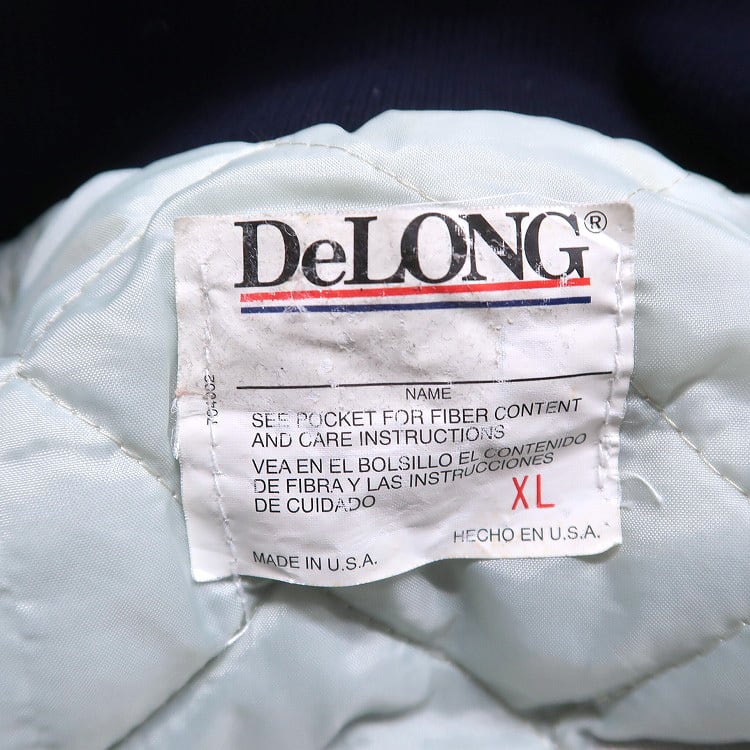 DeLONG®
NAME
SEE POCKET FOR FIBER CONTENT
AND CARE INSTRUCTIONS
VEA EN EL BOLSILLO EL CONTENIDO
DE FIBRA Y LAS INSTRUCCIONES
DE CUIDADO
XL
MADE IN U.S.A.
HECHO EN U.S.A.